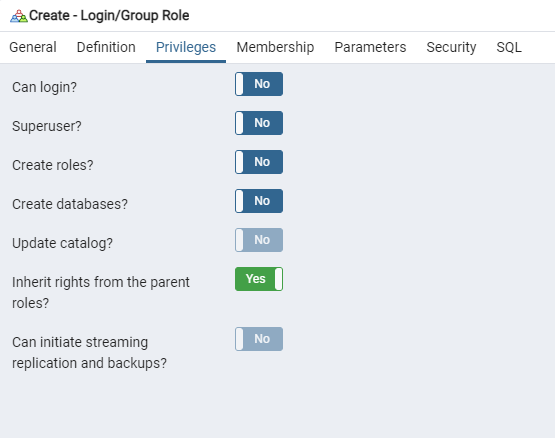 Create - Login/Group Role
General Definition Privileges Membership Parameters Security SQL
Can login? No
Superuser? No
Create roles? No
Create databases? No
Update catalog? No
Inherit rights from the parent Yes
roles?
Can initiate streaming No
replication and backups?